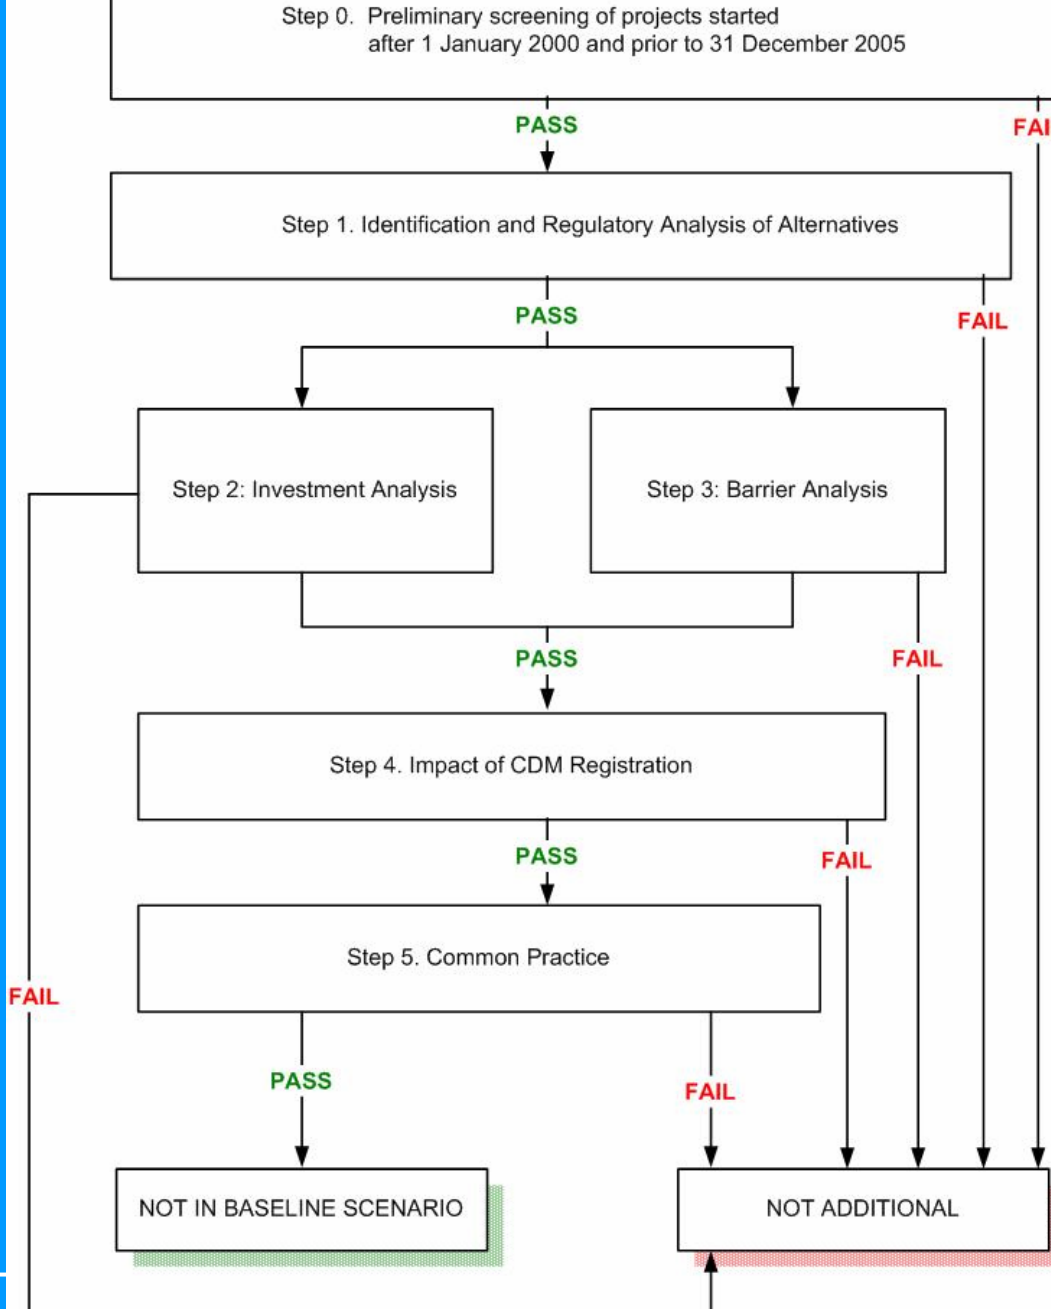 Step 0. Preliminary screening of projects started
after 1 January 2000 and prior to 31 December 2005
PASS
FAI
Step 1. Identification and Regulatory Analysis of Alternatives
PASS
FAIL
Step 2: Investment Analysis
Step 3: Barrier Analysis
PASS
FAIL
Step 4. Impact of CDM Registration
PASS
FAIL
Step 5. Common Practice
FAIL
PASS
FAIL
NOT IN BASELINE SCENARIO
NOT ADDITIONAL